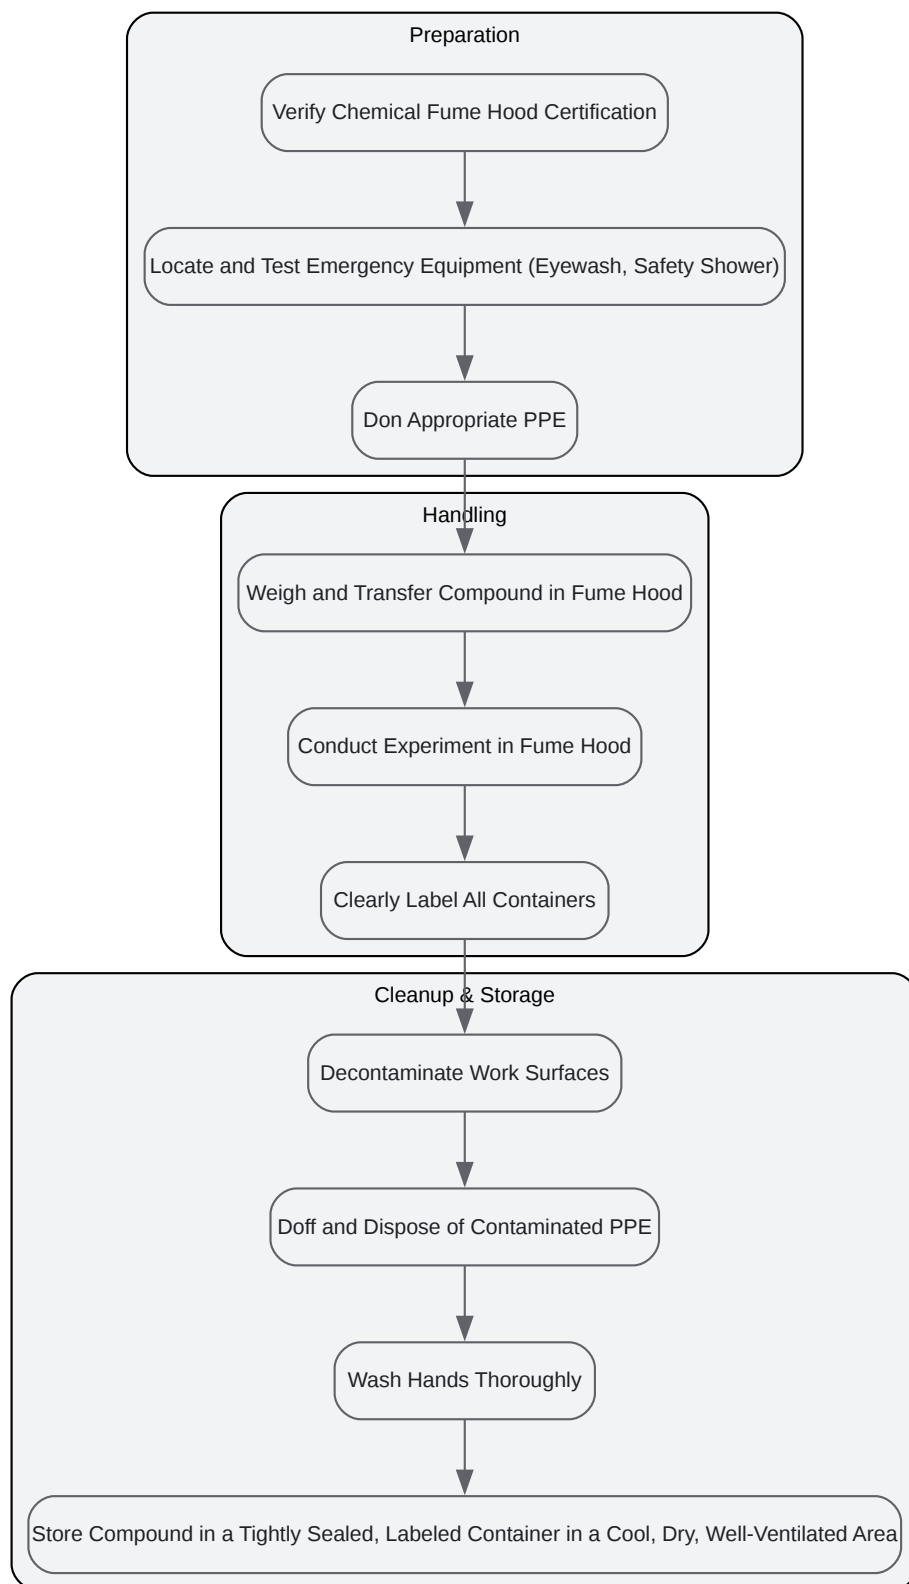 Preparation
Verify Chemical Fume Hood Certification
Locate and Test Emergency Equipment (Eyewash, Safety Shower)
Don Appropriate PPE
Handling
Weigh and Transfer Compound in Fume Hood
Conduct Experiment in Fume Hood
Clearly Label All Containers
Cleanup & Storage
Decontaminate Work Surfaces
Doff and Dispose of Contaminated PPE
Wash Hands Thoroughly
Store Compound in a Tightly Sealed, Labeled Container in a Cool, Dry, Well-Ventilated Area